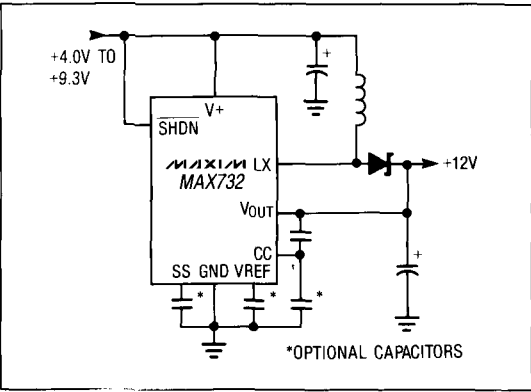 +4.0V TO
+9.3V
+
V+
SHDN
MAXIM LX
MAX732
+12V
VOUT
CC
+
SS GND VREF
* * *
*OPTIONAL CAPACITORS